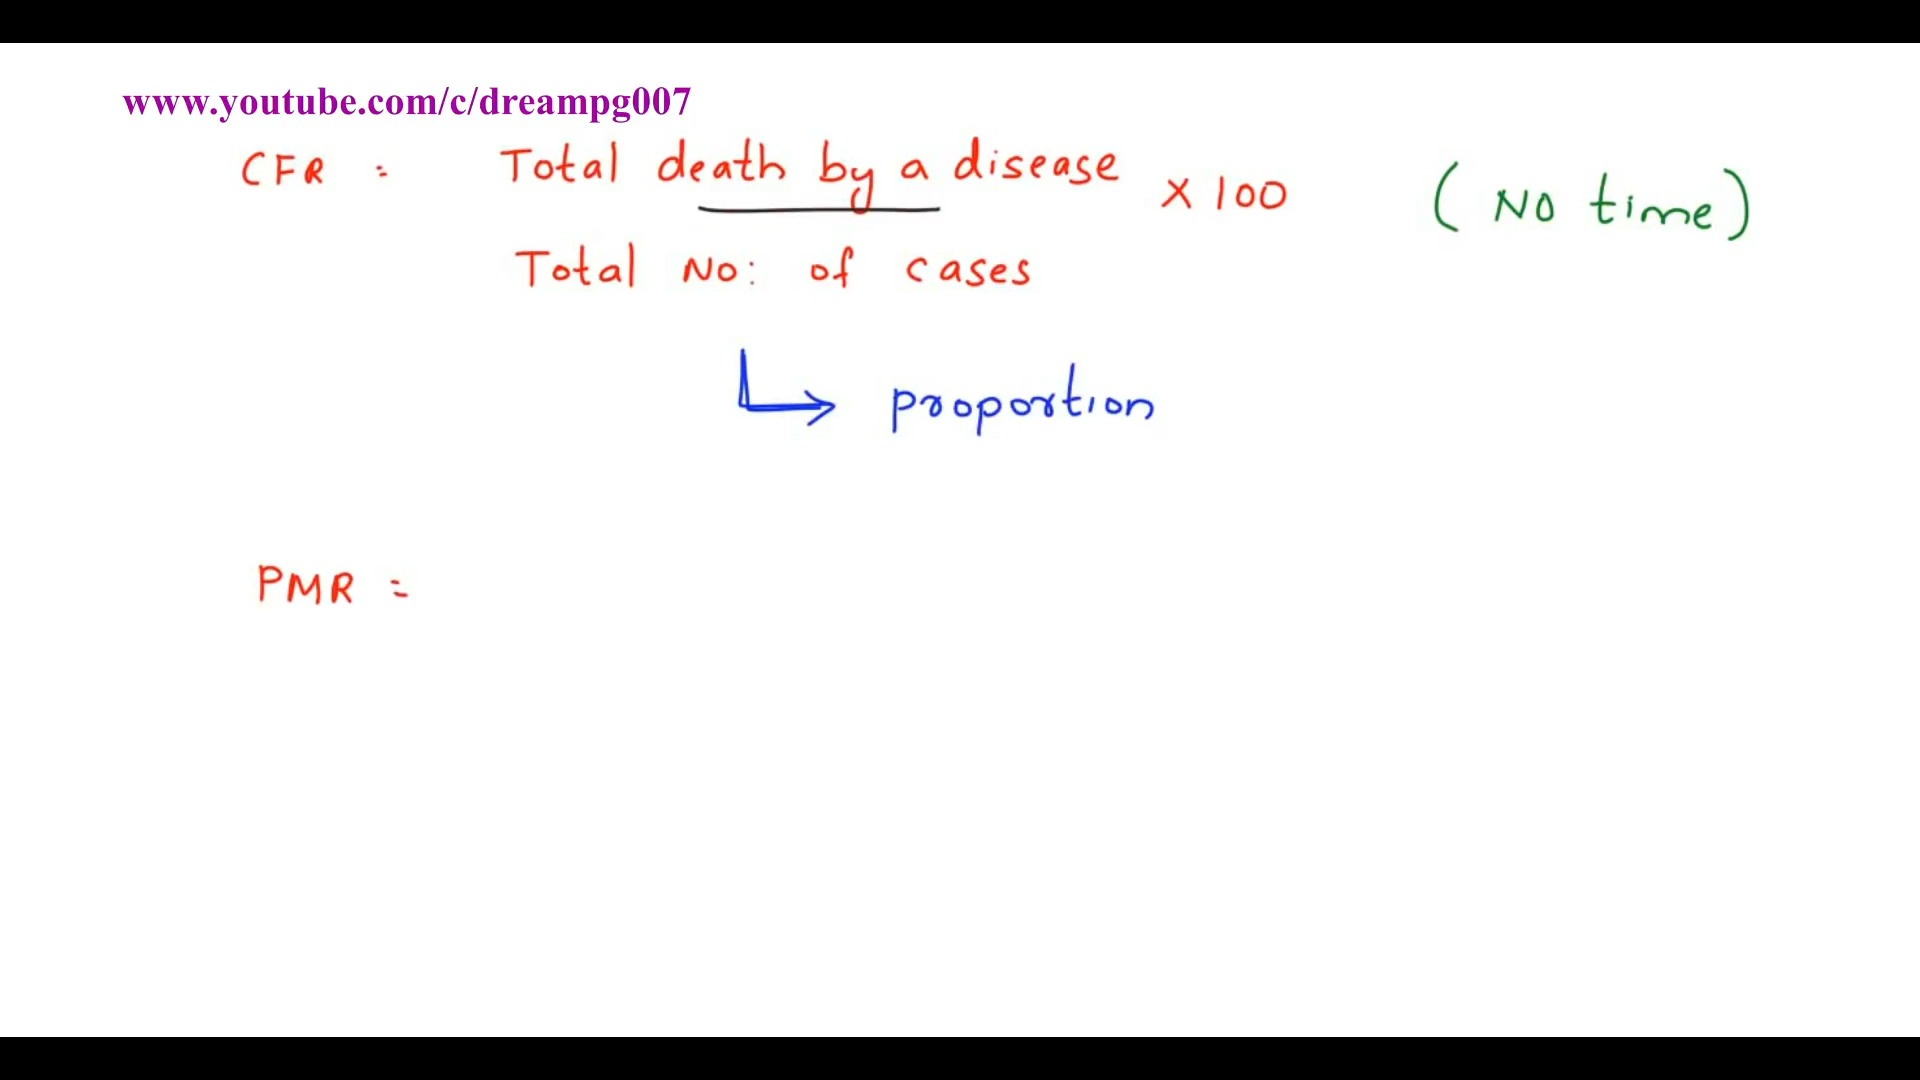 www.youtube.com/c/dreampg007
CFR = Total death by a disease X 100 (No time)
Total No: of cases
proportion
PMR =